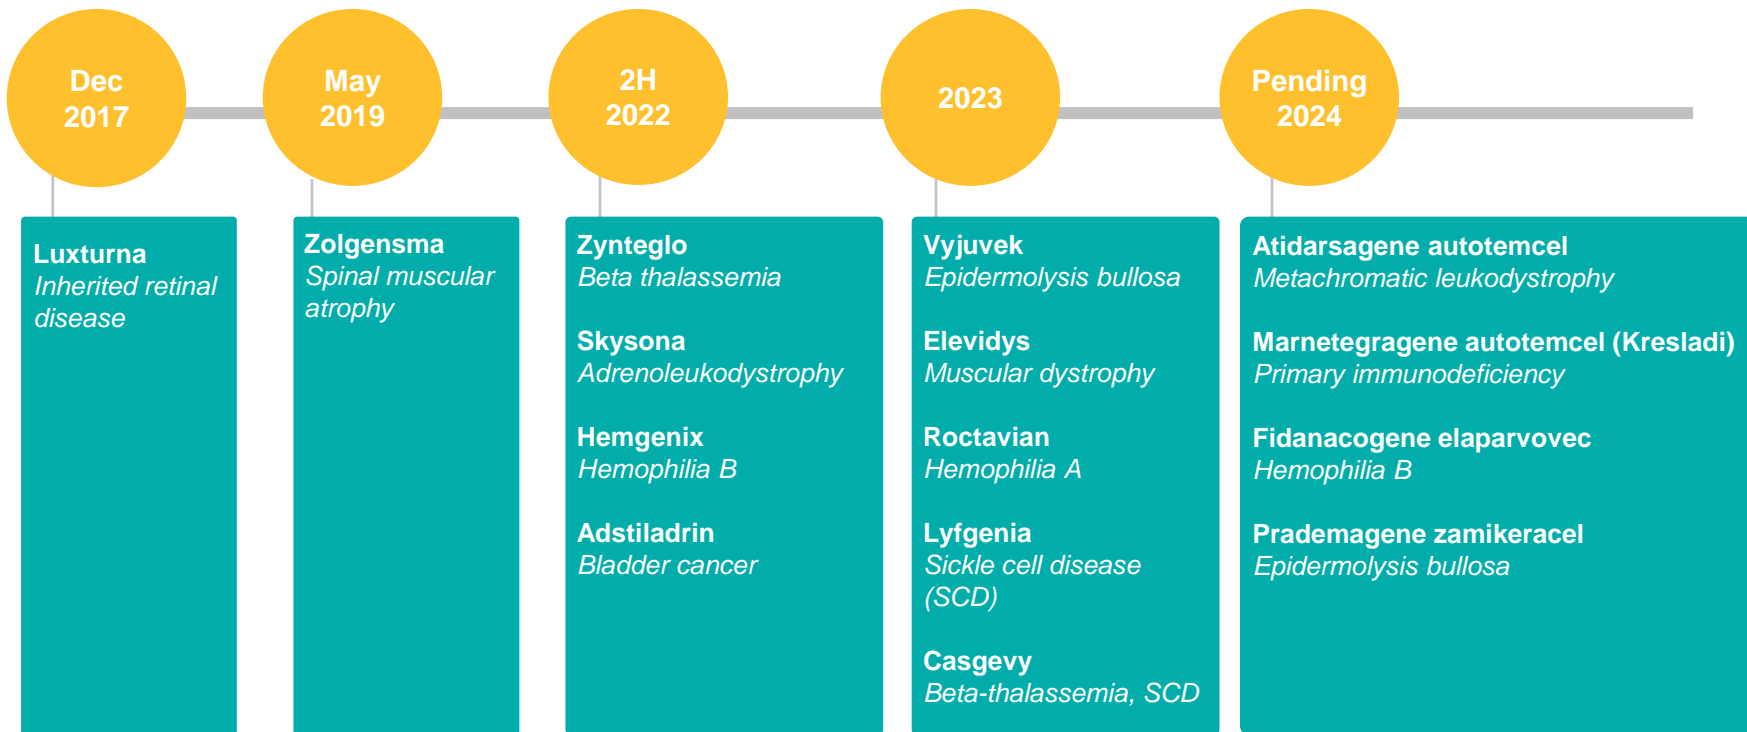 Dec
2017
May
2019
2H
2022
2023
Pending
2024
Luxturna
Inherited retinal
disease
Zolgensma
Spinal muscular
atrophy
Zynteglo
Beta thalassemia
Skysona
Adrenoleukodystrophy
Hemgenix
Hemophilia B
Adstiladrin
Bladder cancer
Vyjuvek
Epidermolysis bullosa
Elevidys
Muscular dystrophy
Roctavian
Hemophilia A
Lyfgenia
Sickle cell disease
(SCD)
Casgevy
Beta-thalassemia, SCD
Atidarsagene autotemcel
Metachromatic leukodystrophy
Marnetegragene autotemcel (Kresladi)
Primary immunodeficiency
Fidanacogene elaparvovec
Hemophilia B
Prademagene zamikeracel
Epidermolysis bullosa